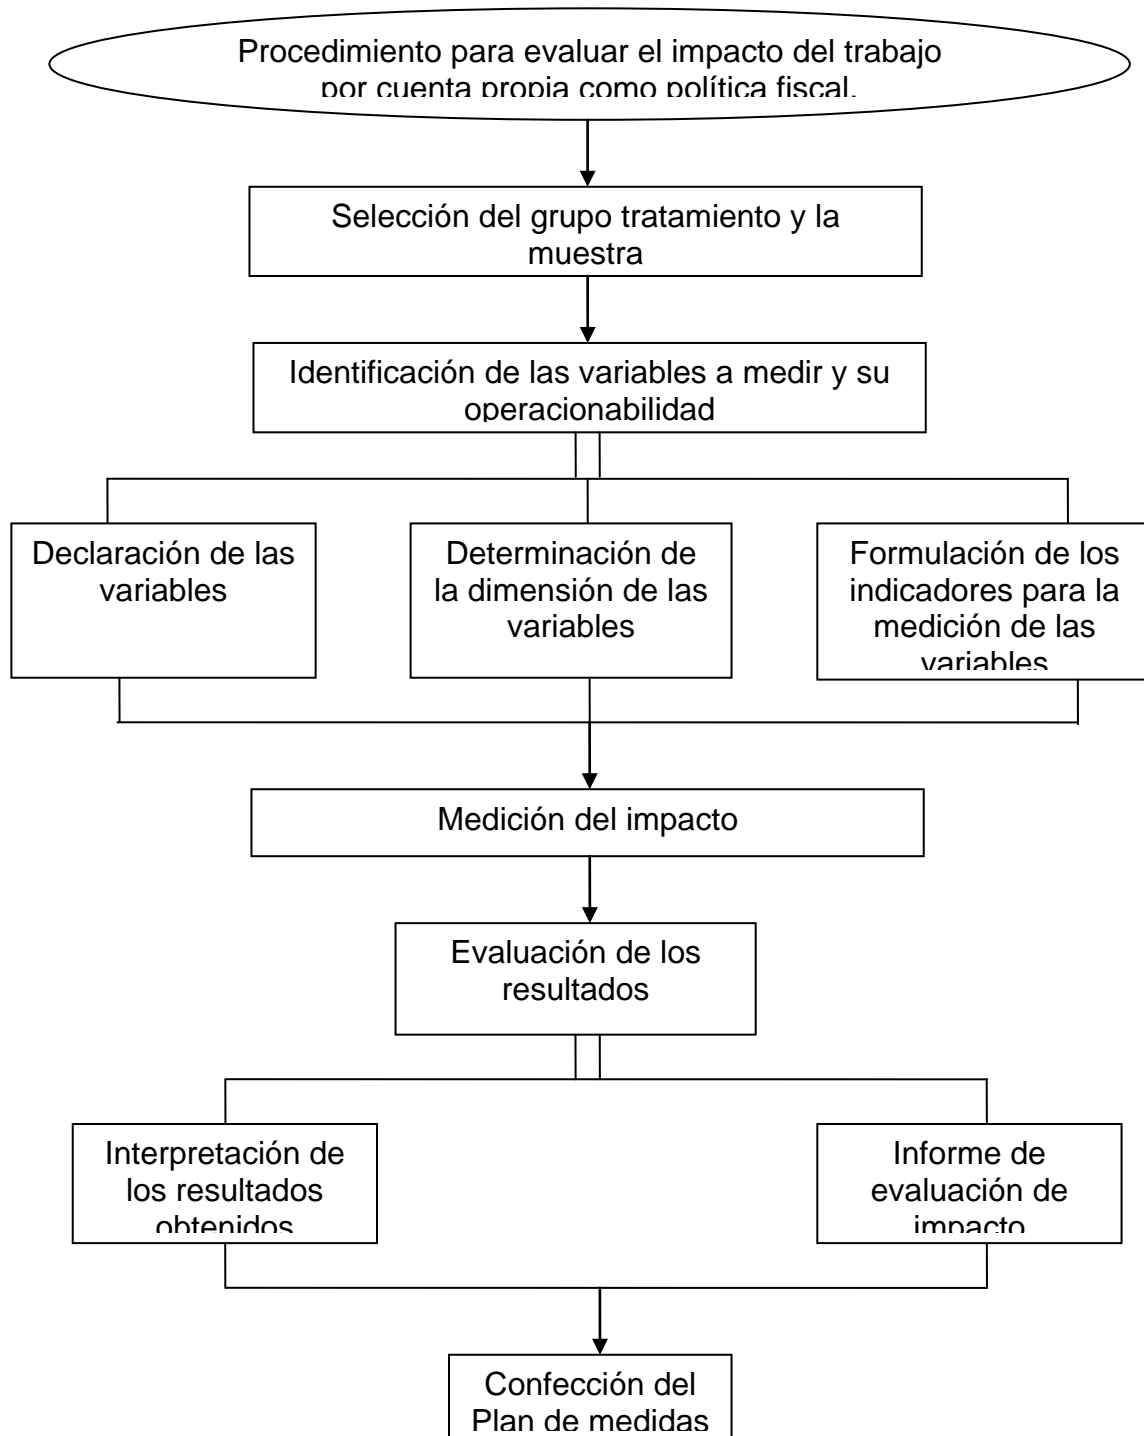 Procedimiento para evaluar el impacto del trabajo
por cuenta propia como política fiscal.
Selección del grupo tratamiento y la
muestra
Identificación de las variables a medir y su
operacionabilidad
Declaración de las
variables
Determinación de
la dimensión de las
variables
Formulación de los
indicadores para la
medición de las
variables
Medición del impacto
Evaluación de los
resultados
Interpretación de
los resultados
obtenidos
Informe de
evaluación de
impacto
Confección del
Plan de medidas